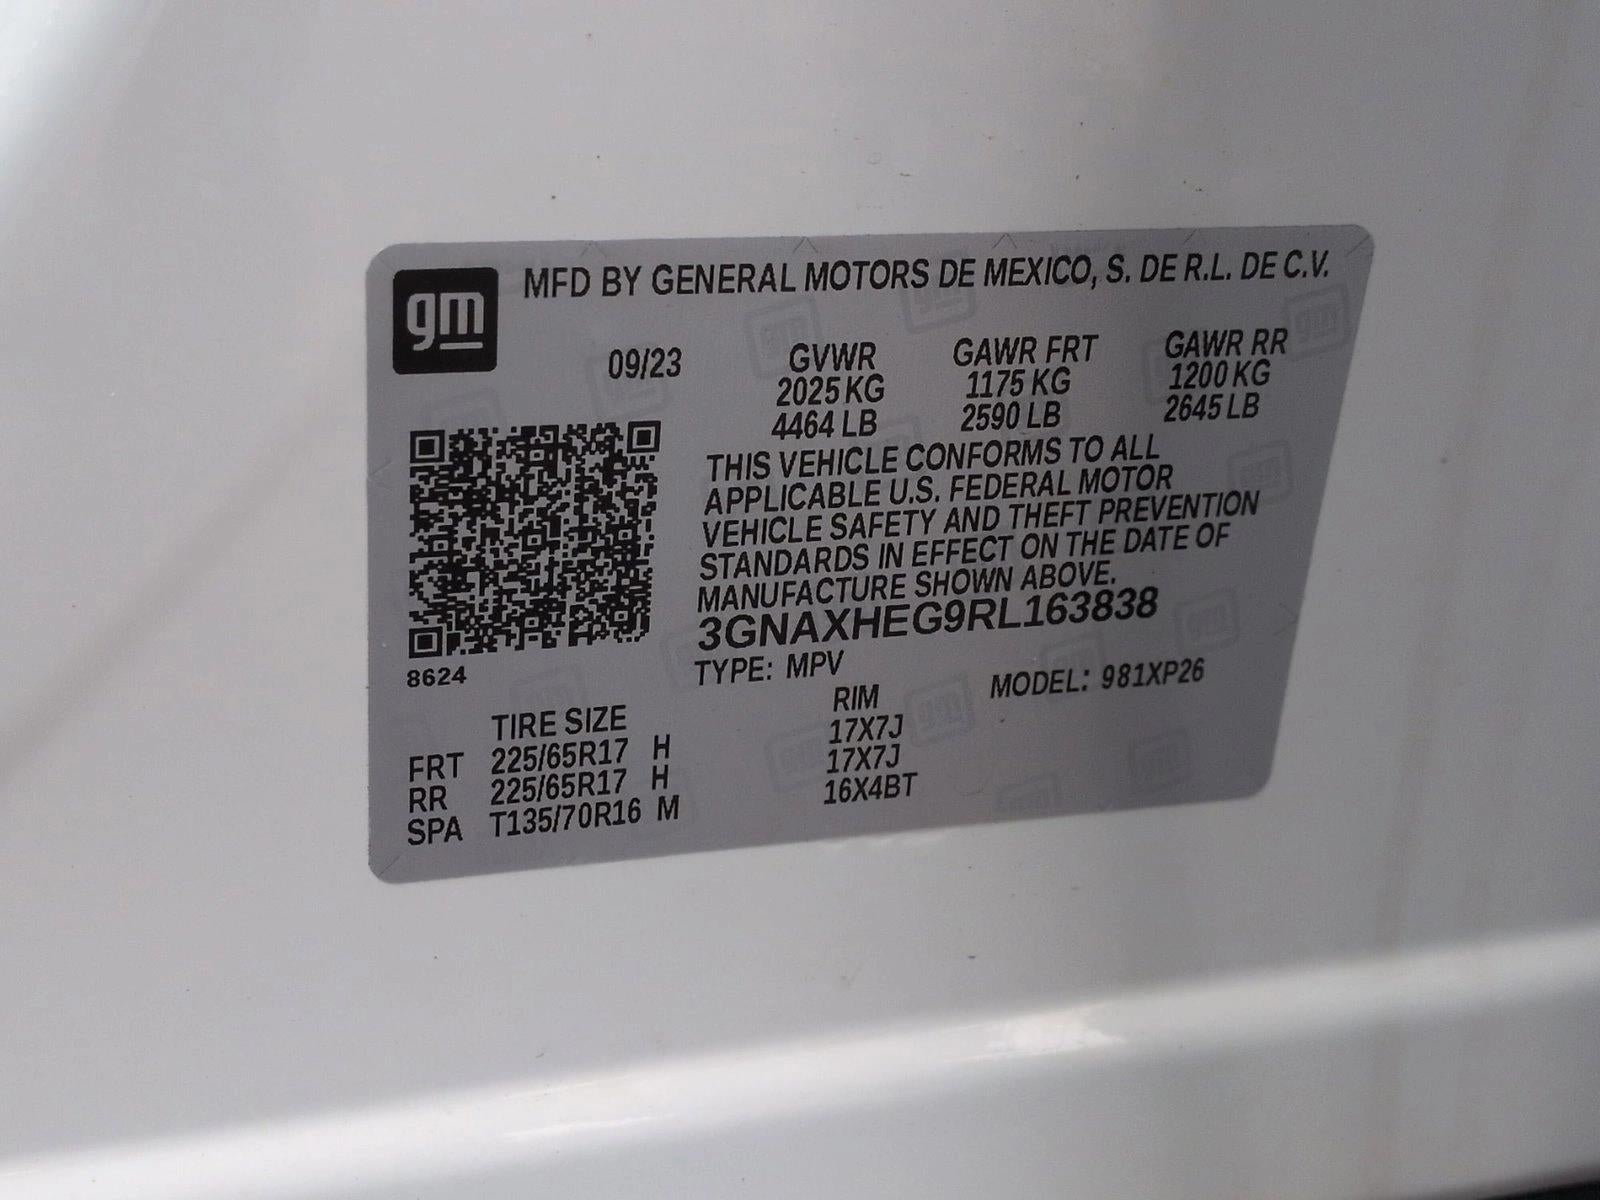 gm
MFD BY GENERAL MOTORS DE MEXICO, S. DE R.L. DE C.V.
09/23 GVWR GAWR FRT GAWR RR
2025 KG 1175 KG 1200 KG
4464 LB 2590 LB 2645 LB
THIS VEHICLE CONFORMS TO ALL
APPLICABLE U.S. FEDERAL MOTOR
VEHICLE SAFETY AND THEFT PREVENTION
STANDARDS IN EFFECT ON THE DATE OF
MANUFACTURE SHOWN ABOVE.
3GNAXHEG9RL163838
8624
TYPE: MPV MODEL: 981XP26
TIRE SIZE RIM
FRT 225/65R17 H 17X7J
RR 225/65R17 H 17X7J
SPA T135/70R16 M 16X4BT